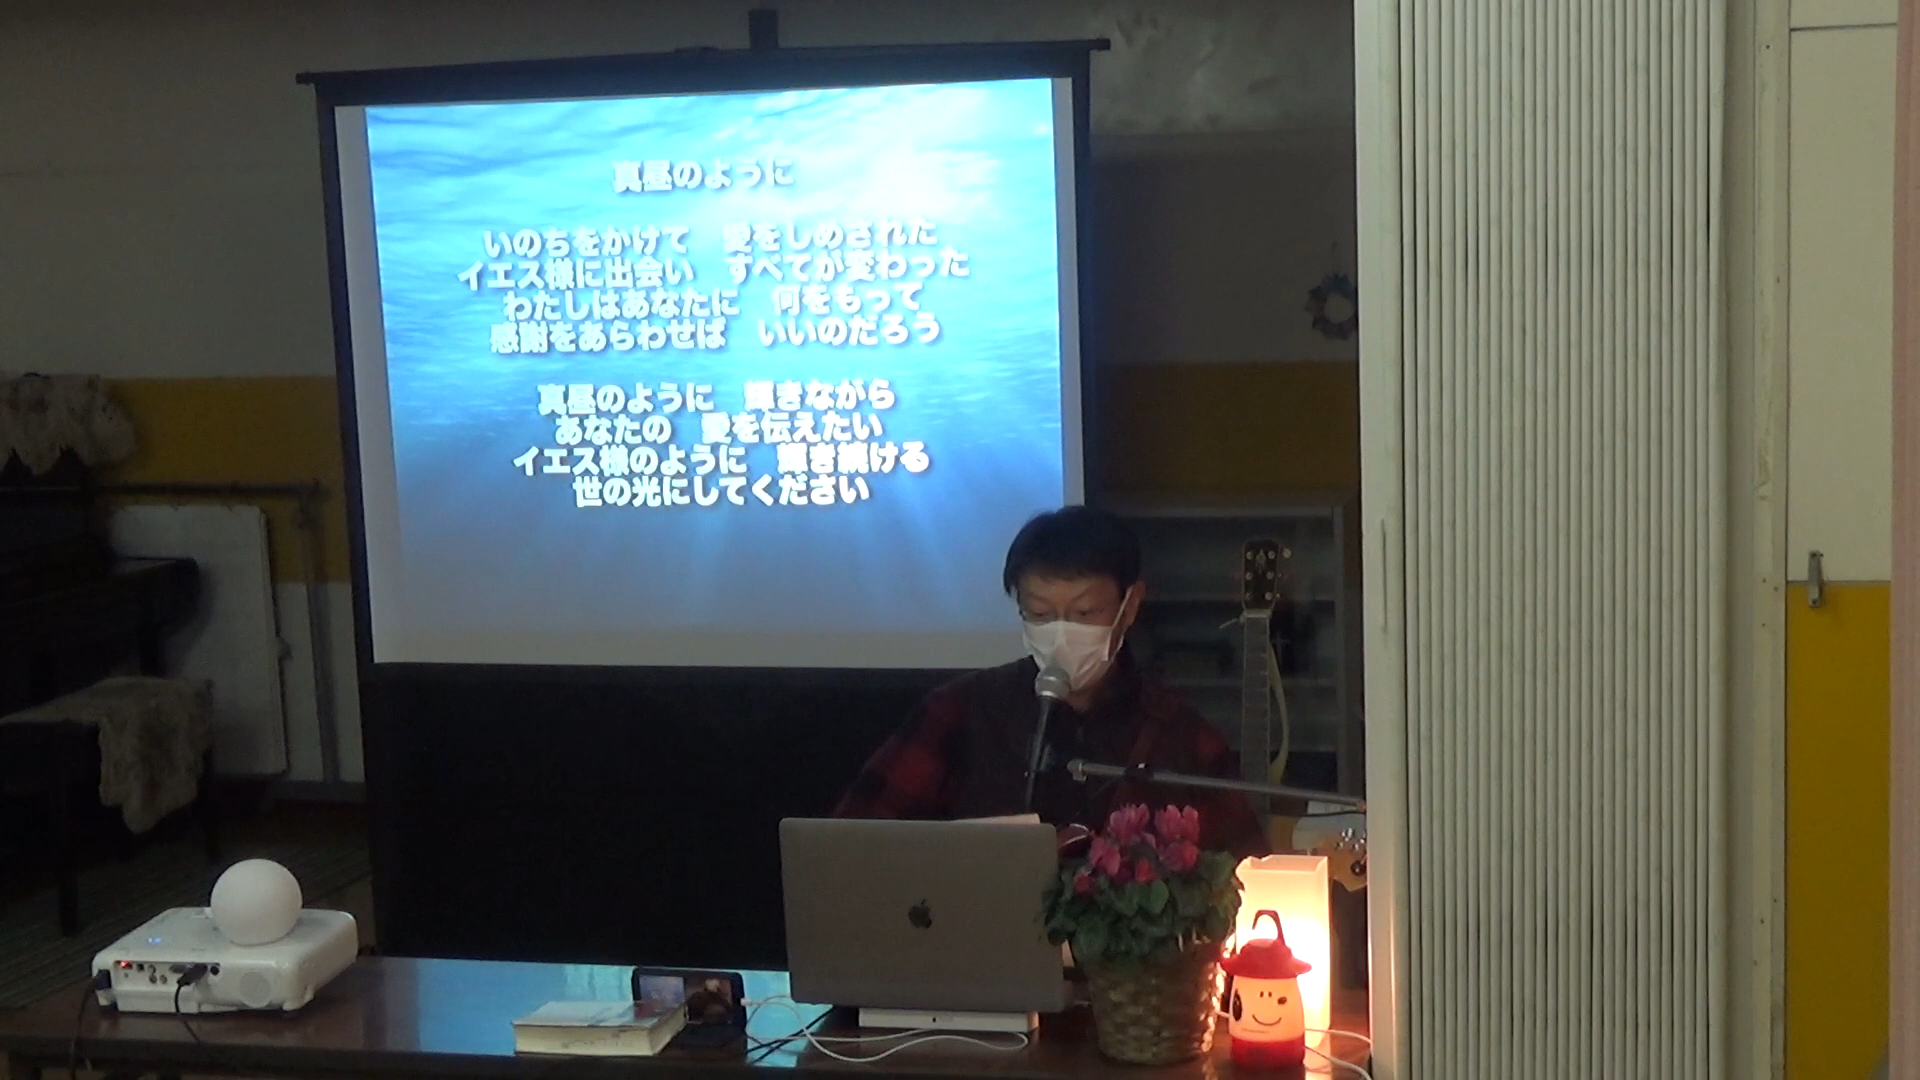 真昼のように
いのちをかけて　愛をしめされた
イエス様に出会い　すべてが変わった
わたしはあなたに　何をもって
感謝をあらわせば　いいのだろう
真昼のように　輝きながら
あなたの　愛を伝えたい
イエス様のように　輝き続ける
世の光にしてください